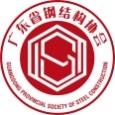 广东省钢结构协会
GUANGDONG PROVINCIAL SOCIETY OF STEEL CONSTRUCTION